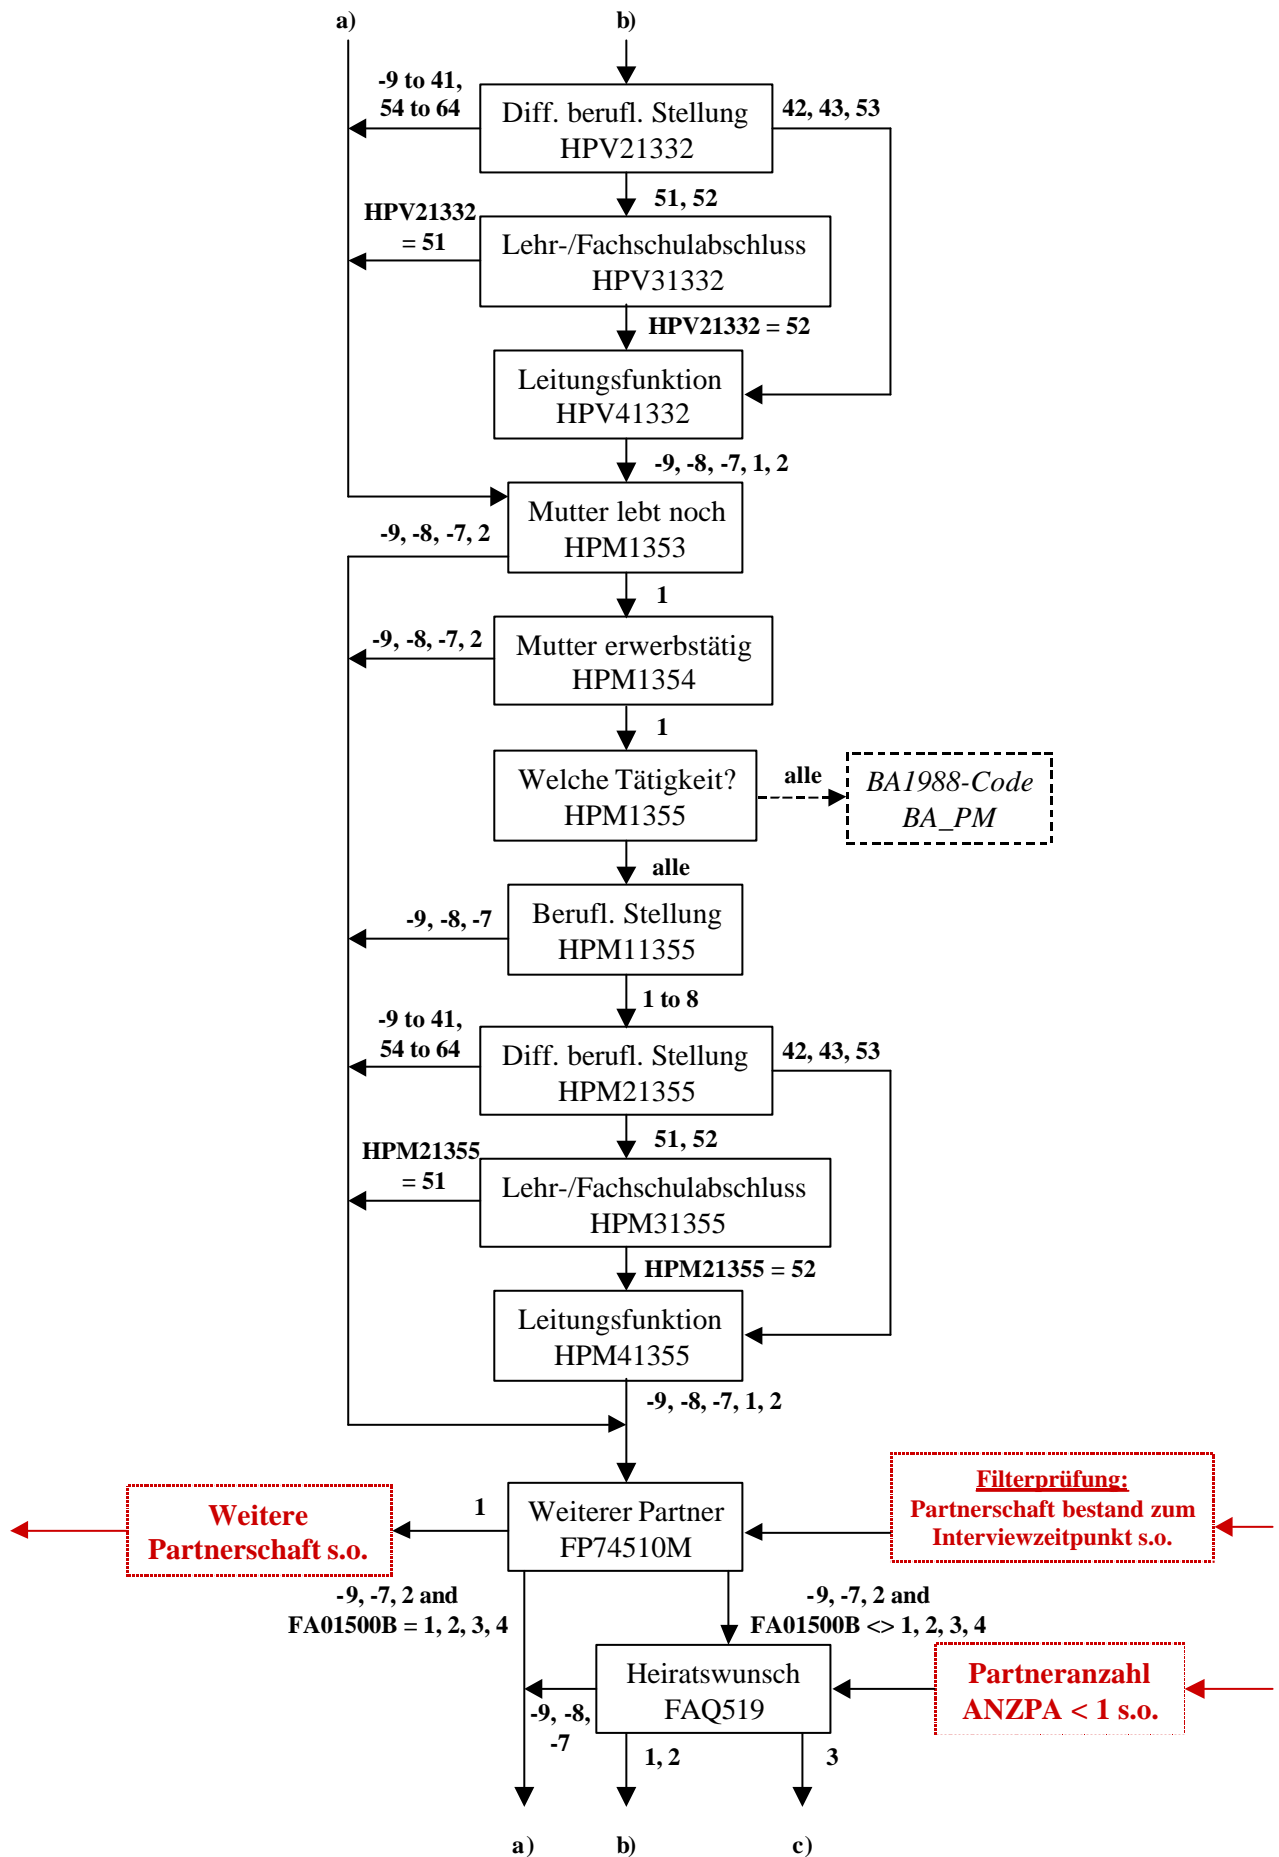 a)
b)
-9 to 41,
54 to 64
Diff. berufl. Stellung
HPV21332
42, 43, 53
51, 52
HPV21332
= 51
Lehr-/Fachschulabschluss
HPV31332
HPV21332 = 52
Leitungsfunktion
HPV41332
-9, -8, -7, 1, 2
Mutter lebt noch
HPM1353
-9, -8, -7, 2
1
-9, -8, -7, 2
Mutter erwerbstätig
HPM1354
1
Welche Tätigkeit?
HPM1355
alle
BA1988-Code
BA_PM
alle
-9, -8, -7
Berufl. Stellung
HPM11355
1 to 8
-9 to 41,
54 to 64
Diff. berufl. Stellung
HPM21355
42, 43, 53
51, 52
HPM21355
= 51
Lehr-/Fachschulabschluss
HPM31355
HPM21355 = 52
Leitungsfunktion
HPM41355
-9, -8, -7, 1, 2
Weitere
Partnerschaft s.o.
1
Weiterer Partner
FP74510M
Filterprüfung:
Partnerschaft bestand zum
Interviewzeitpunkt s.o.
-9, -7, 2 and
FA01500B = 1, 2, 3, 4
-9, -7, 2 and
FA01500B <> 1, 2, 3, 4
Heiratswunsch
FAQ519
Partneranzahl
ANZPA < 1 s.o.
-9, -8,
-7
1, 2
3
a)
b)
c)